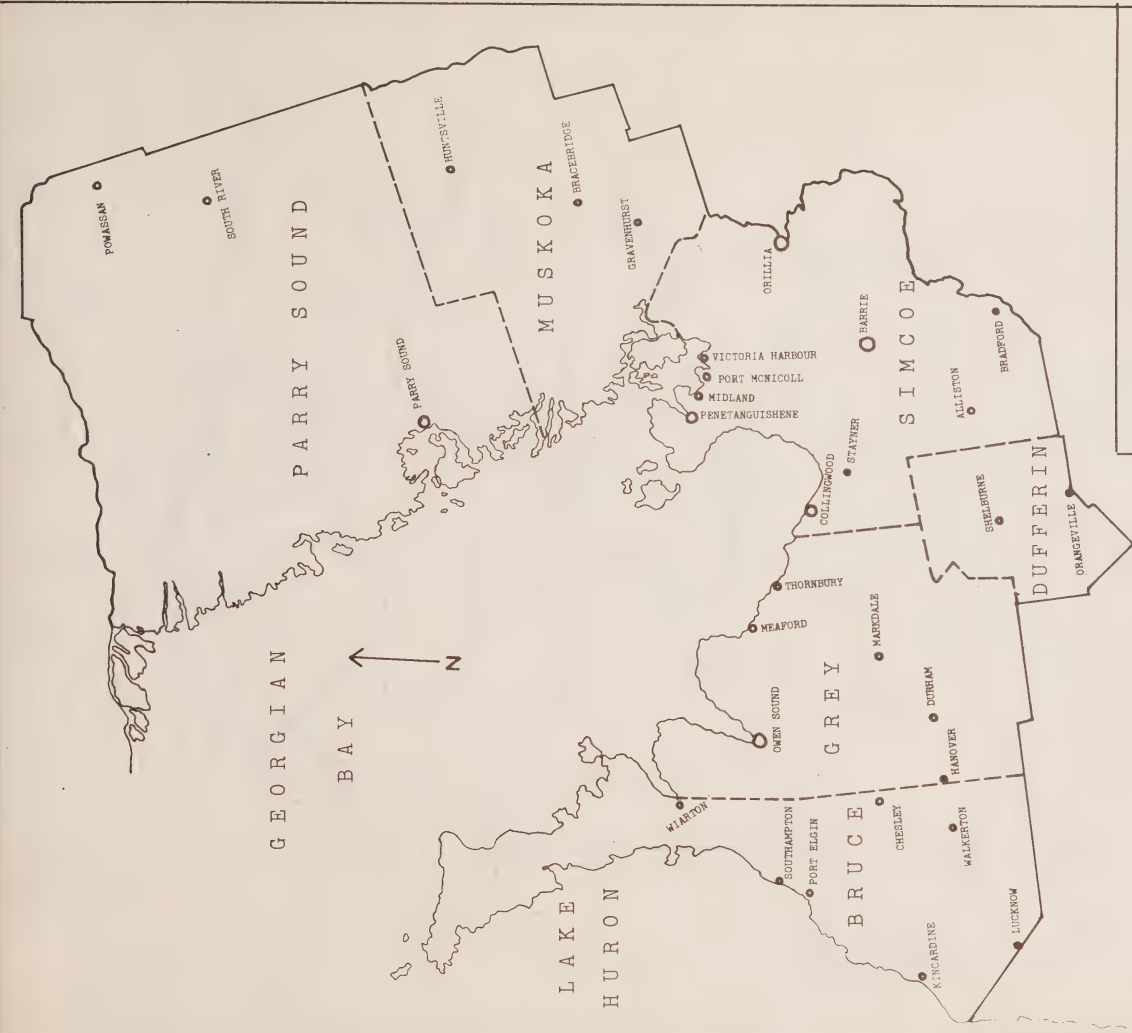 POWASSAN
SOUTH RIVER
PARRY SOUND
HUNTSVILLE
MUSKOKA
BRACEBRIDGE
GRAVENHURST
PARRY SOUND
ORILLIA
VICTORIA HARBOUR
PORT MCNICOLL
MIDLAND
PENETANGUISHENE
BARRIE
SIMCOE
BRADFORD
ALLISTON
STAYNER
COLLINGWOOD
SHELBURNE
DUFFERIN
ORANGEVILLE
THORNBURY
MEAFORD
MARKDALE
GREY
DURHAM
OWEN SOUND
HANOVER
GEORGIAN
BAY
N
WIARTON
SOUTHAMPTON
PORT ELGIN
BRUCE
CHESLEY
WALKERTON
LAKE
HURON
KINCARDINE
LUCKNOW